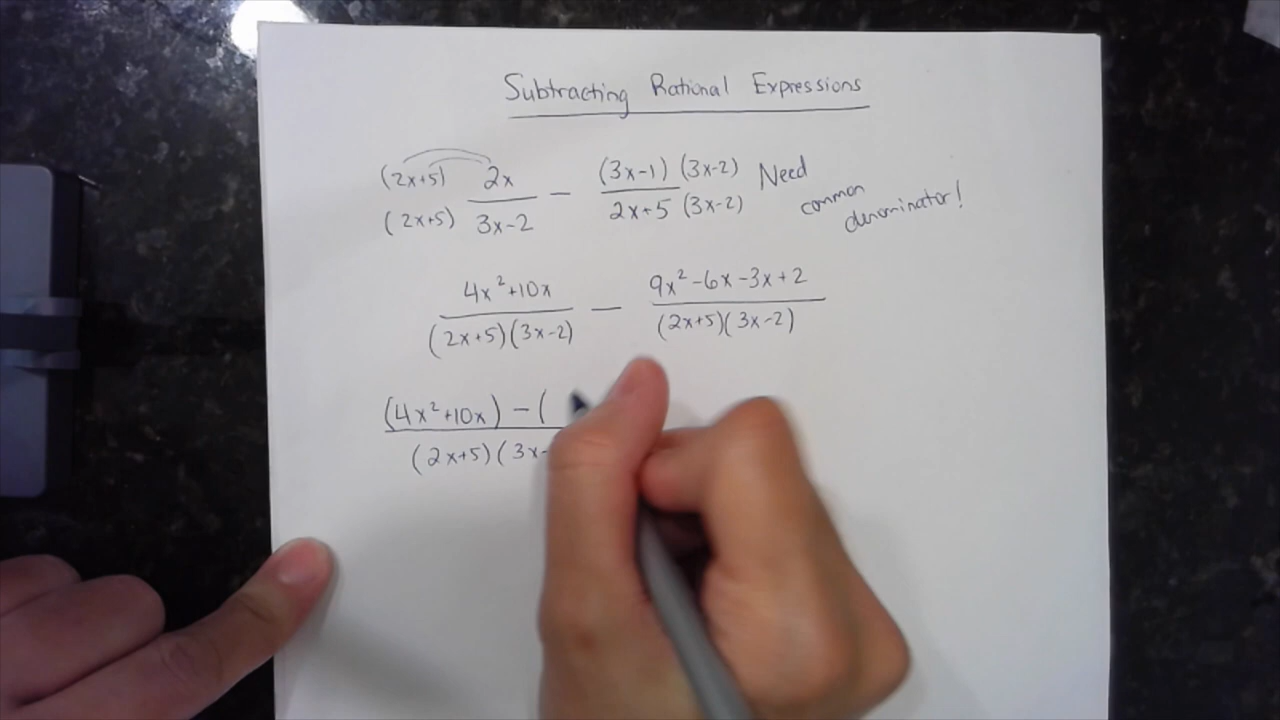 Subtracting Rational Expressions
(2x+5) 2x − (3x-1) (3x-2) Need
(2x+5) 3x-2 2x+5 (3x-2) common
denominator!
4x²+10x − 9x²-6x-3x+2
(2x+5)(3x-2) (2x+5)(3x-2)
(4x²+10x) − (
(2x+5)(3x-